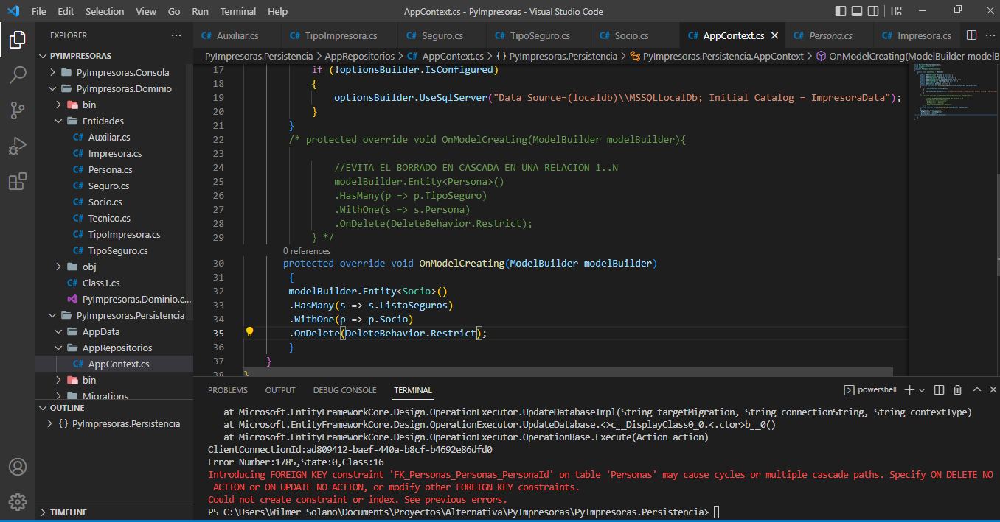 File Edit Selection View Go Run Terminal Help
AppContext.cs - PyImpresoras - Visual Studio Code
EXPLORER
PYIMPRESORAS
PyImpresoras.Consola
PyImpresoras.Dominio
bin
Entidades
C# Auxiliar.cs
C# Impresora.cs
C# Persona.cs
C# Seguro.cs
C# Socio.cs
C# Tecnico.cs
C# TipoImpresora.cs
C# TipoSeguro.cs
obj
C# Class1.cs
PyImpresoras.Dominio.c...
PyImpresoras.Persistencia
AppData
AppRepositorios
C# AppContext.cs
bin
Migrations
OUTLINE
{} PyImpresoras.Persistencia
TIMELINE
C# Auxiliar.cs C# TipoImpresora.cs C# Seguro.cs C# TipoSeguro.cs C# Socio.cs C# AppContext.cs C# Persona.cs C# Impresora.cs
PyImpresoras.Persistencia > AppRepositorios > C# AppContext.cs > {} PyImpresoras.Persistencia > PyImpresoras.Persistencia.AppContext > OnModelCreating(ModelBuilder modelB
17 if (!optionsBuilder.IsConfigured)
18 {
19 optionsBuilder.UseSqlServer("Data Source=(localdb)\\MSSQLLocalDb; Initial Catalog = ImpresoraData");
20 }
21 }
22 /* protected override void OnModelCreating(ModelBuilder modelBuilder){
23
24 //EVITA EL BORRADO EN CASCADA EN UNA RELACION 1..N
25 modelBuilder.Entity<Persona>()
26 .HasMany(p => p.TipoSeguro)
27 .WithOne(s => s.Persona)
28 .OnDelete(DeleteBehavior.Restrict);
29 } */
0 references
30 protected override void OnModelCreating(ModelBuilder modelBuilder)
31 {
32 modelBuilder.Entity<Socio>()
33 .HasMany(s => s.ListaSeguros)
34 .WithOne(p => p.Socio)
35 .OnDelete(DeleteBehavior.Restrict);
36 }
37 }
38 }
PROBLEMS OUTPUT DEBUG CONSOLE TERMINAL
powershell
at Microsoft.EntityFrameworkCore.Design.OperationExecutor.UpdateDatabaseImpl(String targetMigration, String connectionString, String contextType)
at Microsoft.EntityFrameworkCore.Design.OperationExecutor.UpdateDatabase.<>c__DisplayClass0_0.<.ctor>b__0()
at Microsoft.EntityFrameworkCore.Design.OperationExecutor.OperationBase.Execute(Action action)
ClientConnectionId:ad809412-baef-440a-b8cf-b4692e86dfd0
Error Number:1785,State:0,Class:16
Introducing FOREIGN KEY constraint 'FK_Personas_Personas_PersonaId' on table 'Personas' may cause cycles or multiple cascade paths. Specify ON DELETE NO
ACTION or ON UPDATE NO ACTION, or modify other FOREIGN KEY constraints.
Could not create constraint or index. See previous errors.
PS C:\Users\Wilmer Solano\Documents\Proyectos\Alternativa\PyImpresoras\PyImpresoras.Persistencia>